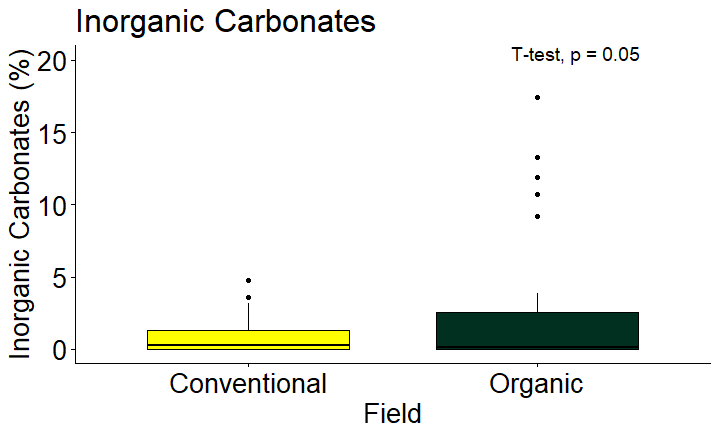 Inorganic Carbonates
T-test, p = 0.05
Inorganic Carbonates (%)
20
15
10
5
0
Conventional
Organic
Field